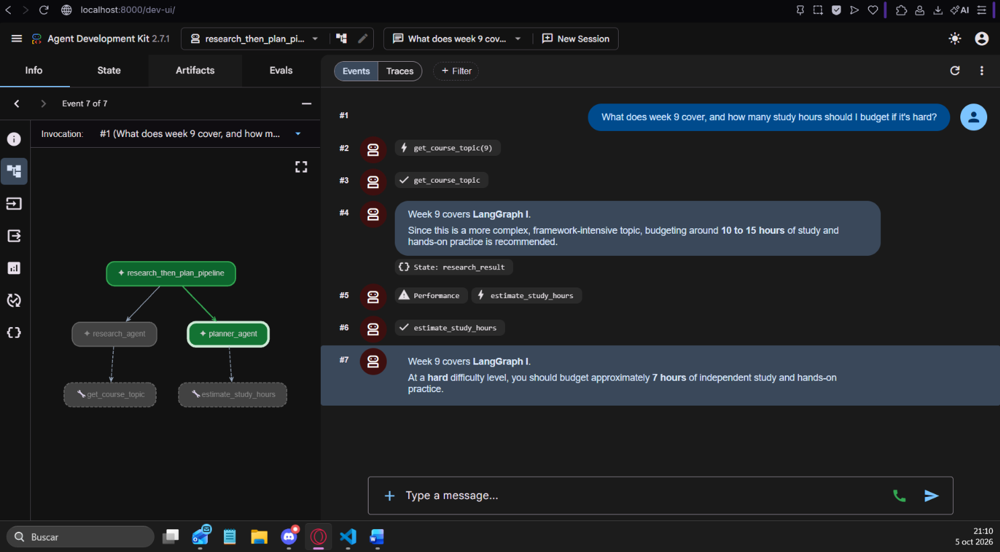 localhost:8000/dev-ui/
AI
Agent Development Kit 2.7.1
research_then_plan_pi...
What does week 9 cov...
New Session
Info
State
Artifacts
Evals
Events
Traces
+ Filter
Event 7 of 7
Invocation: #1 (What does week 9 cover, and how m...
research_then_plan_pipeline
research_agent
planner_agent
get_course_topic
estimate_study_hours
#1
What does week 9 cover, and how many study hours should I budget if it's hard?
#2
get_course_topic(9)
#3
get_course_topic
#4
Week 9 covers LangGraph I.
Since this is a more complex, framework-intensive topic, budgeting around 10 to 15 hours of study and
hands-on practice is recommended.
State: research_result
#5
Performance
estimate_study_hours
#6
estimate_study_hours
#7
Week 9 covers LangGraph I.
At a hard difficulty level, you should budget approximately 7 hours of independent study and hands-on
practice.
Type a message...
Buscar
21:10
5 oct 2026